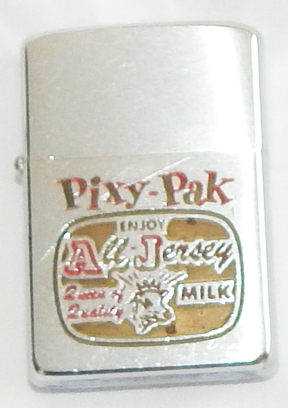 Pixy-Pak
ENJOY
All-Jersey
Queen of
Quality
MILK